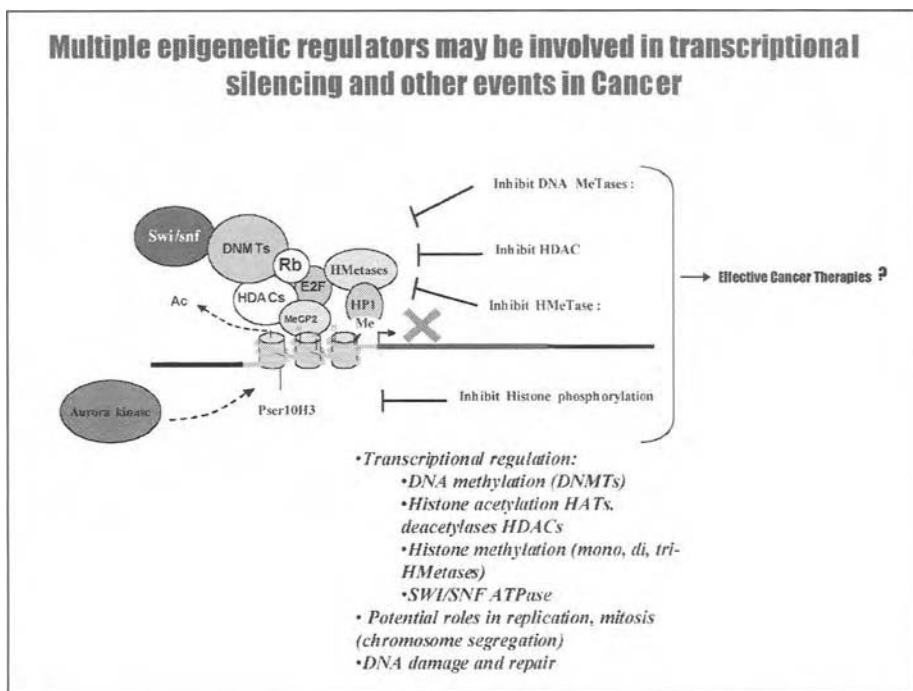 Multiple epigenetic regulators may be involved in transcriptional
silencing and other events in Cancer
Inhibit DNA MeTases :
Swi/snf
DNMTs
Rb
HMetases
Inhibit HDAC
E2F
HDACs
HP1
Effective Cancer Therapies ?
Ac
Inhibit HMeTase :
MeCP2
Me
Pser10H3
Inhibit Histone phosphorylation
Aurora kinase
•Transcriptional regulation:
•DNA methylation (DNMTs)
•Histone acetylation HATs,
deacetylases HDACs
•Histone methylation (mono, di, tri-
HMetases)
•SWI/SNF ATPase
• Potential roles in replication, mitosis
(chromosome segregation)
•DNA damage and repair